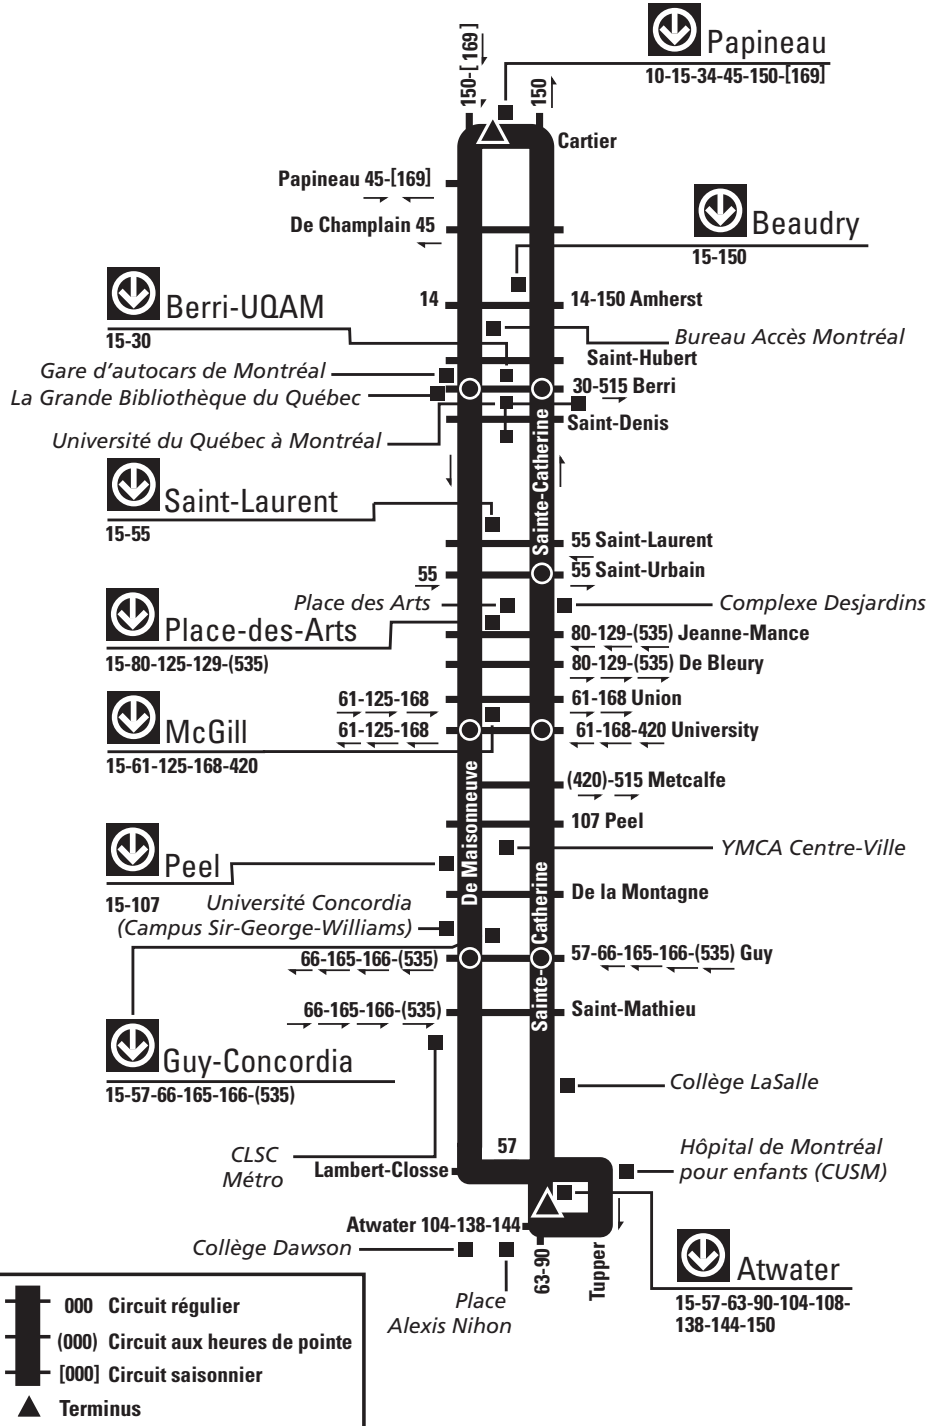 150-[169]
150
Papineau
10-15-34-45-150-[169]
Cartier
Papineau 45-[169]
De Champlain 45
Beaudry
15-150
Berri-UQAM
15-30
14
14-150 Amherst
Bureau Accès Montréal
Saint-Hubert
Gare d'autocars de Montréal
30-515 Berri
La Grande Bibliothèque du Québec
Saint-Denis
Université du Québec à Montréal
Sainte-Catherine
Saint-Laurent
15-55
55 Saint-Laurent
55
55 Saint-Urbain
Place des Arts
Complexe Desjardins
Place-des-Arts
15-80-125-129-(535)
80-129-(535) Jeanne-Mance
80-129-(535) De Bleury
61-125-168
61-168 Union
McGill
15-61-125-168-420
61-125-168
61-168-420 University
De Maisonneuve
(420)-515 Metcalfe
107 Peel
Peel
15-107
YMCA Centre-Ville
De la Montagne
Université Concordia
(Campus Sir-George-Williams)
Sainte-Catherine
66-165-166-(535)
57-66-165-166-(535) Guy
66-165-166-(535)
Saint-Mathieu
Guy-Concordia
15-57-66-165-166-(535)
Collège LaSalle
57
CLSC
Métro
Lambert-Closse
Hôpital de Montréal
pour enfants (CUSM)
Atwater 104-138-144
Collège Dawson
63-90
Tupper
Place
Alexis Nihon
Atwater
15-57-63-90-104-108-
138-144-150
000 Circuit régulier
(000) Circuit aux heures de pointe
[000] Circuit saisonnier
Terminus